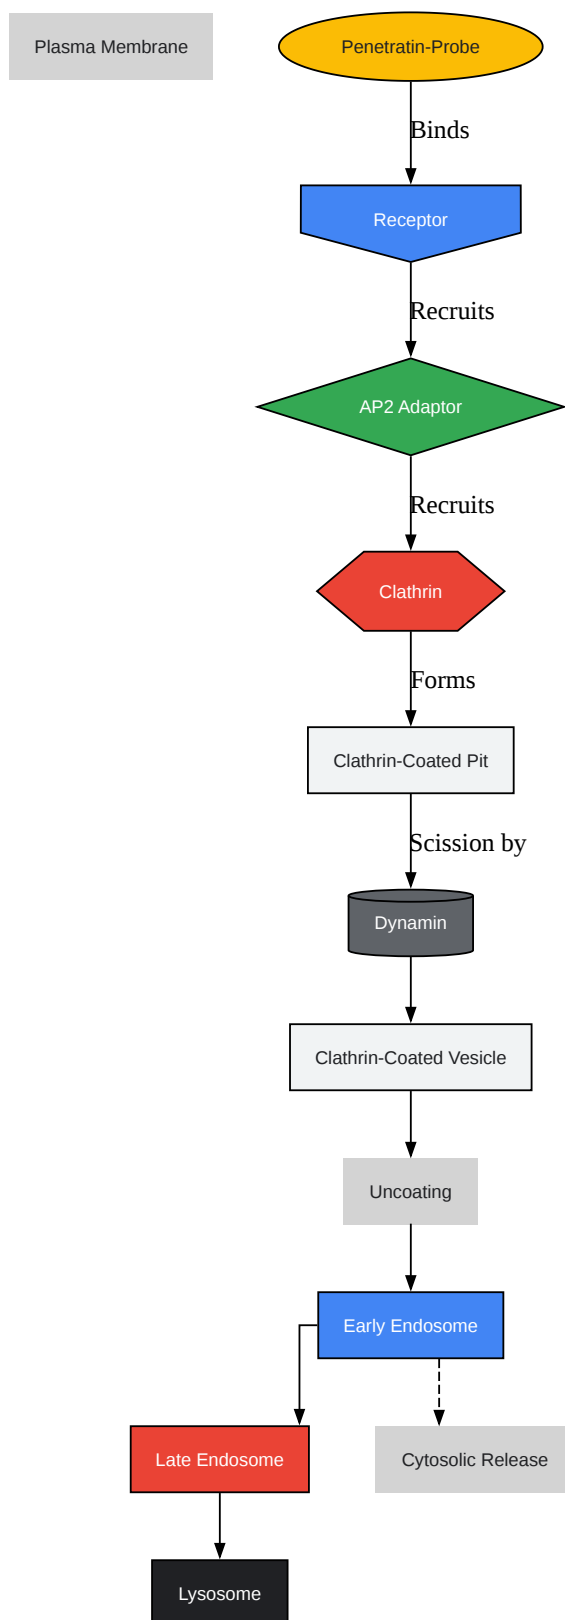 Plasma Membrane
Penetratin-Probe
Binds
Receptor
Recruits
AP2 Adaptor
Recruits
Clathrin
Forms
Clathrin-Coated Pit
Scission by
Dynamin
Clathrin-Coated Vesicle
Uncoating
Early Endosome
Late Endosome
Cytosolic Release
Lysosome